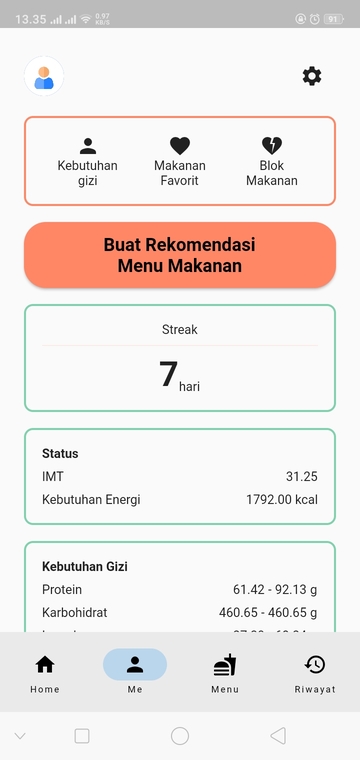 13.35
0.97
KB/S
91
Kebutuhan
gizi
Makanan
Favorit
Blok
Makanan
Buat Rekomendasi
Menu Makanan
Streak
7 hari
Status
IMT 31.25
Kebutuhan Energi 1792.00 kcal
Kebutuhan Gizi
Protein 61.42 - 92.13 g
Karbohidrat 460.65 - 460.65 g
Home
Me
Menu
Riwayat